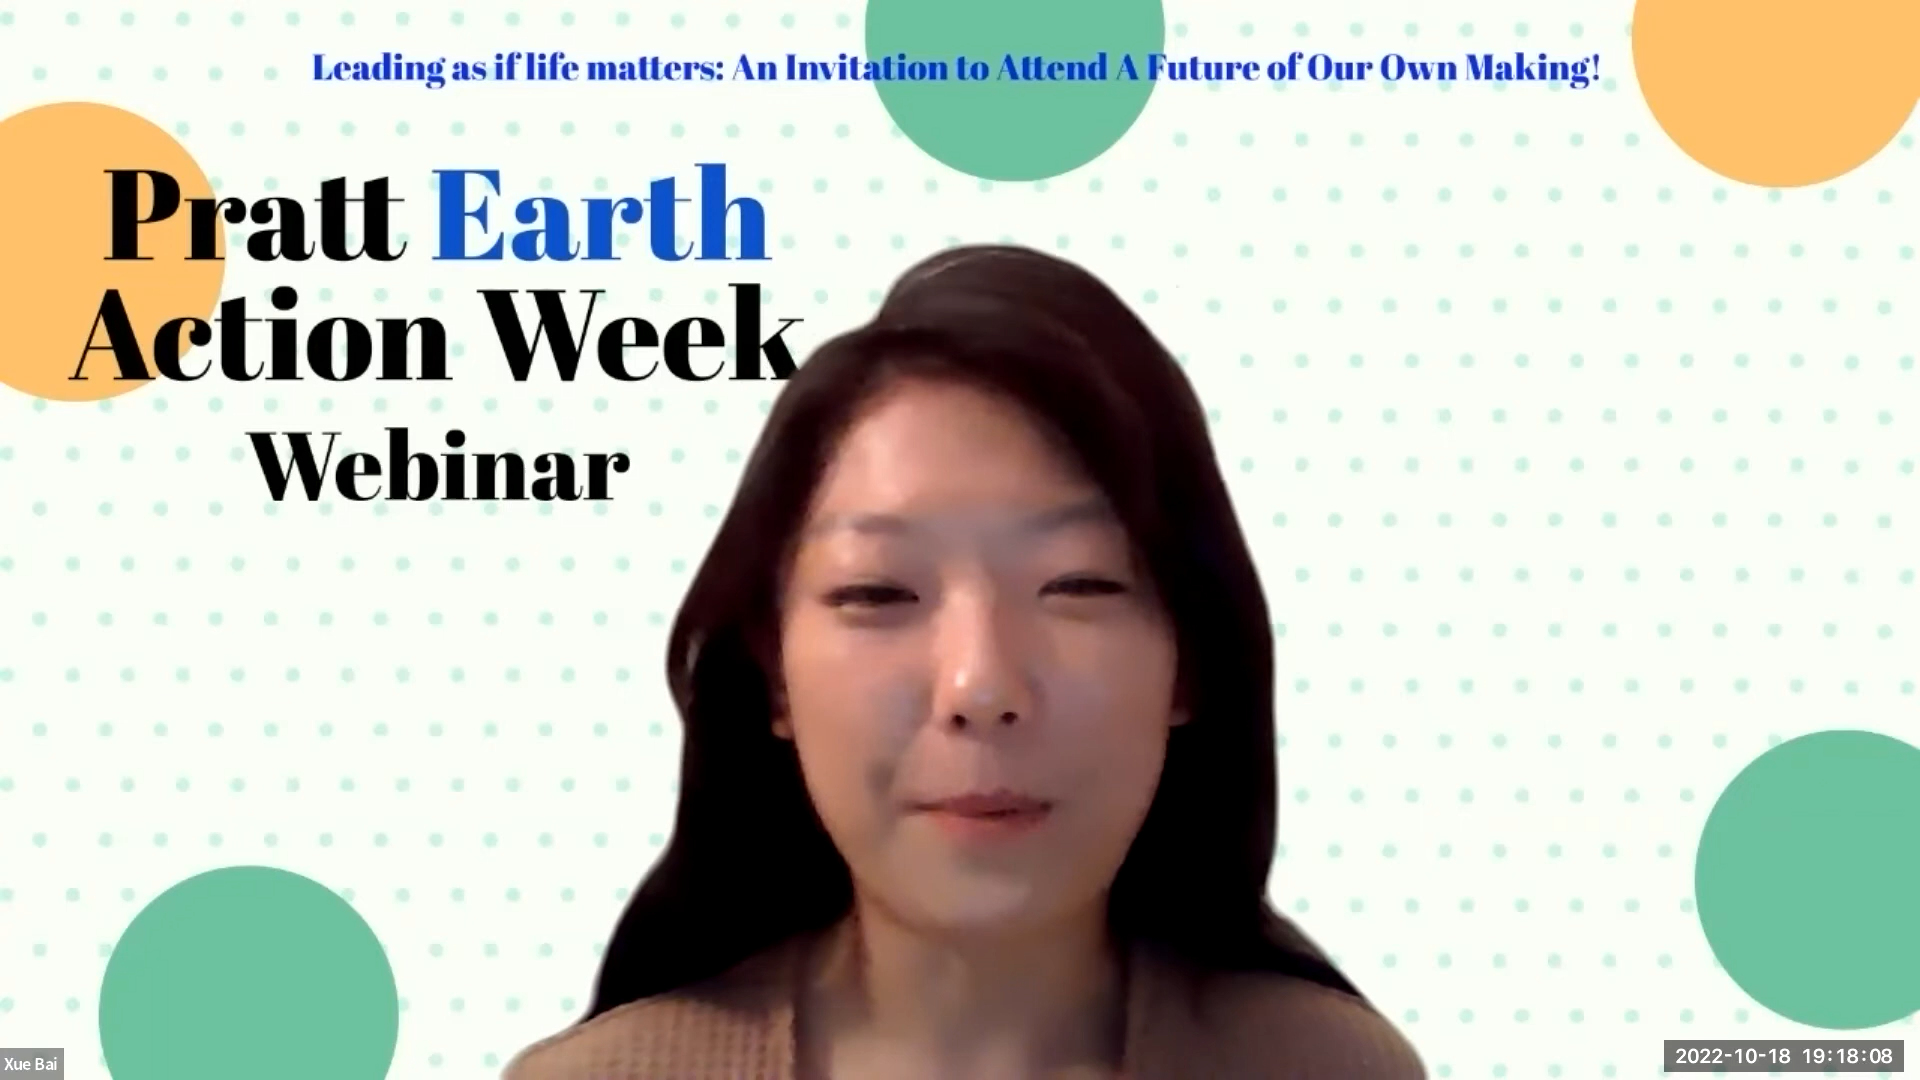 Leading as if life matters: An Invitation to Attend A Future of Our Own Making!
Pratt Earth
Action Week
Webinar
Xue Bai
2022-10-18 19:18:08